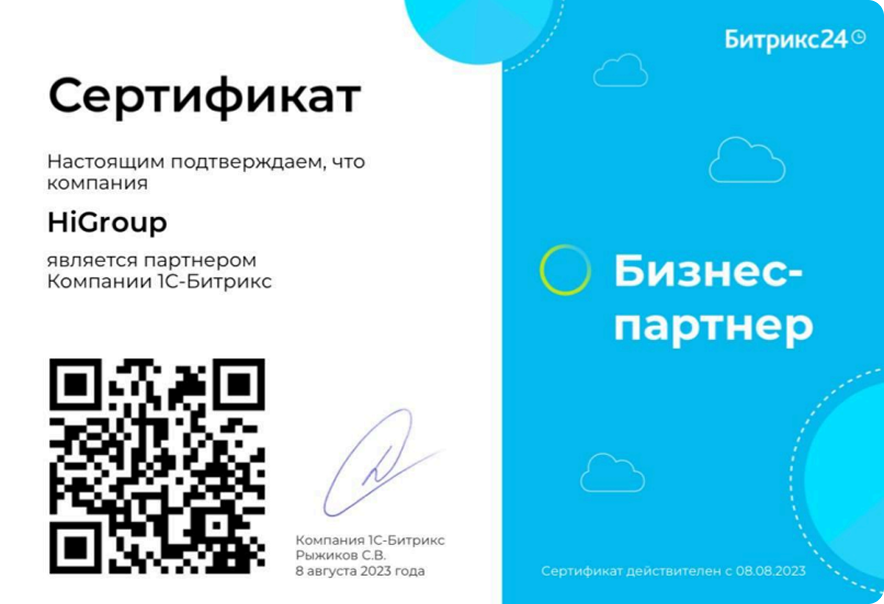 Сертификат
Настоящим подтверждаем, что
компания
HiGroup
является партнером
Компании 1С-Битрикс
Компания 1С-Битрикс
Рыжиков С.В.
8 августа 2023 года
Битрикс24
Бизнес-
партнер
Сертификат действителен с 08.08.2023